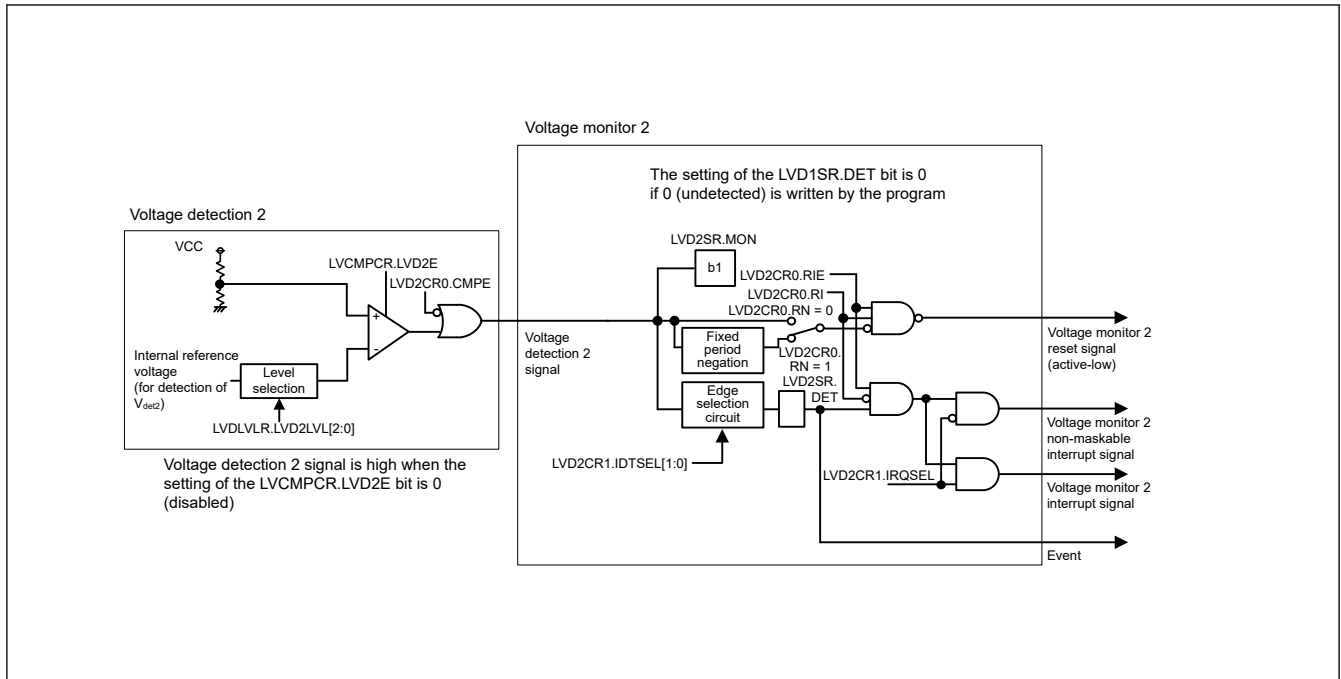 Voltage monitor 2
The setting of the LVD1SR.DET bit is 0
if 0 (undetected) is written by the program
Voltage detection 2
VCC
LVCMPCR.LVD2E
LVD2CR0.CMPE
+
-
Internal reference
voltage
(for detection of
Vdet2)
Level
selection
LVDLVLR.LVD2LVL[2:0]
Voltage detection 2 signal is high when the
setting of the LVCMPCR.LVD2E bit is 0
(disabled)
Voltage
detection 2
signal
LVD2SR.MON
b1
LVD2CR0.RIE
LVD2CR0.RI
LVD2CR0.RN = 0
Fixed
period
negation
LVD2CR0.
RN = 1
LVD2SR.
DET
Edge
selection
circuit
LVD2CR1.IDTSEL[1:0]
LVD2CR1.IRQSEL
Voltage monitor 2
reset signal
(active-low)
Voltage monitor 2
non-maskable
interrupt signal
Voltage monitor 2
interrupt signal
Event